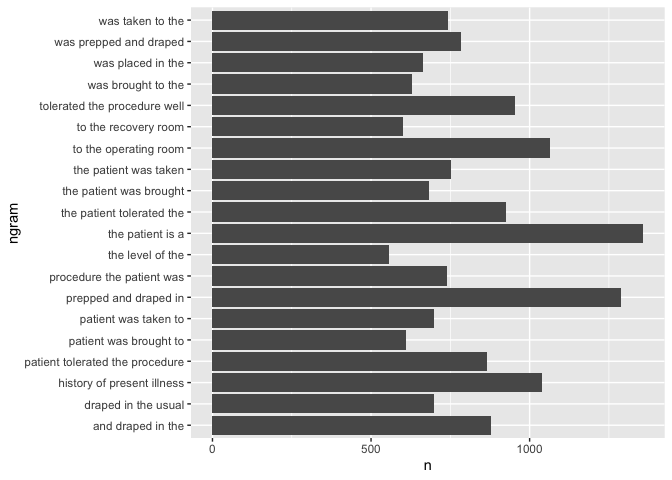 was taken to the
was prepped and draped
was placed in the
was brought to the
tolerated the procedure well
to the recovery room
to the operating room
the patient was taken
the patient was brought
the patient tolerated the
the patient is a
the level of the
procedure the patient was
prepped and draped in
patient was taken to
patient was brought to
patient tolerated the procedure
history of present illness
draped in the usual
and draped in the
ngram
0 500 1000
n